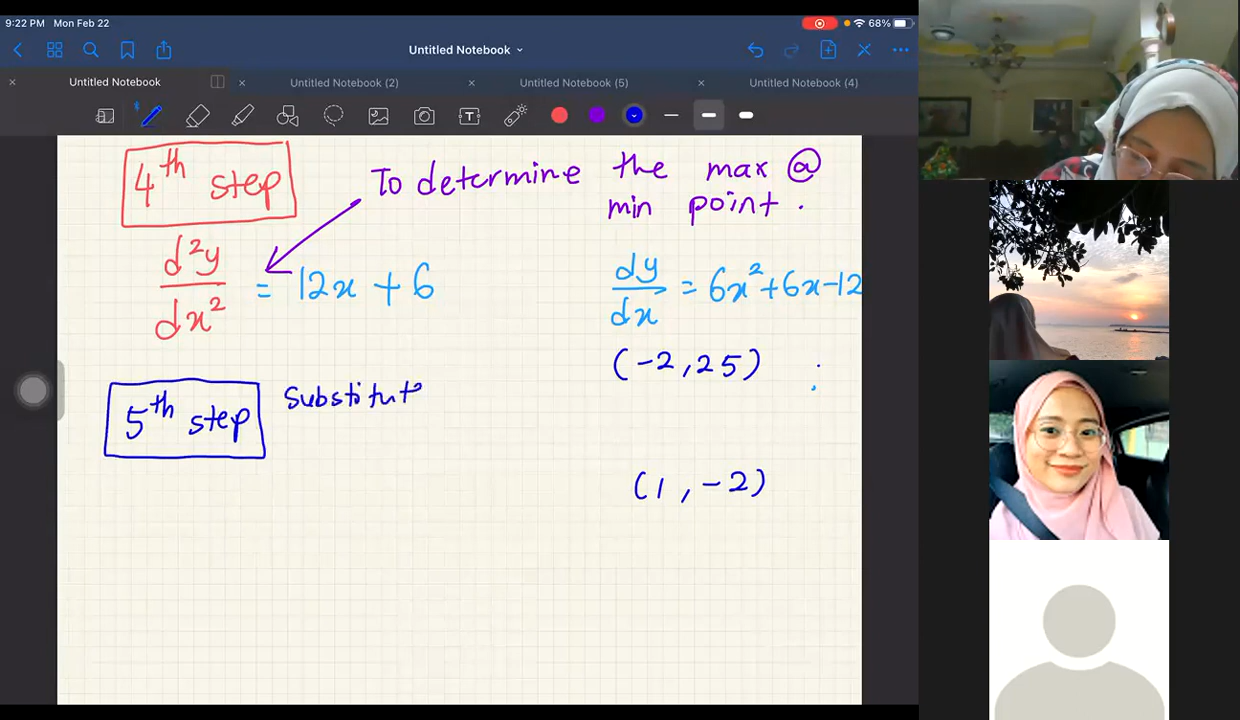 9:22 PM Mon Feb 22
68%
Untitled Notebook
Untitled Notebook
Untitled Notebook (2)
Untitled Notebook (5)
Untitled Notebook (4)
4th step
To determine the max @
min point.
d²y/dx² = 12x + 6
dy/dx = 6x² + 6x - 12
(-2, 25)
5th step
Substitut
(1, -2)